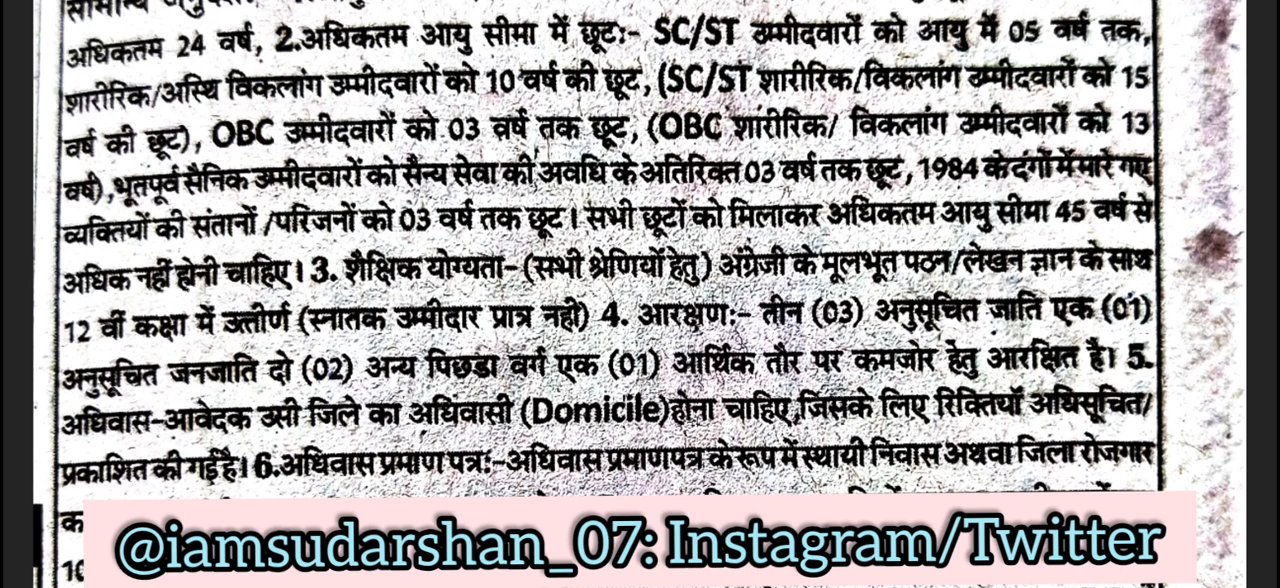 सामान्य
अधिकतम 24 वर्ष, 2.अधिकतम आयु सीमा में छूटः- SC/ST उम्मीदवारों को आयु में 05 वर्ष तक,
शारीरिक/अस्थि विकलांग उम्मीदवारों को 10 वर्ष की छूट, (SC/ST शारीरिक/विकलांग उम्मीदवारों को 15
वर्ष की छूट), OBC उम्मीदवारों को 03 वर्ष तक छूट, (OBC शारीरिक/ विकलांग उम्मीदवारों को 13
वर्ष), भूतपूर्व सैनिक उम्मीदवारों को सैन्य सेवा की अवधि के अतिरिक्त 03 वर्ष तक छूट, 1984 के दंगों में मारे गए
व्यक्तियों की संतानों /परिजनों को 03 वर्ष तक छूट। सभी छूटों को मिलाकर अधिकतम आयु सीमा 45 वर्ष से
अधिक नहीं होनी चाहिए। 3. शैक्षिक योग्यता-(सभी श्रेणियों हेतु) अंग्रेजी के मूलभूत पठन/लेखन ज्ञान के साथ
12 वीं कक्षा में उत्तीर्ण (स्नातक उम्मीदार प्रात्र नही) 4. आरक्षणः- तीन (03) अनुसूचित जाति एक (01)
अनुसूचित जनजाति दो (02) अन्य पिछडा वर्ग एक (01) आर्थिक तौर पर कमजोर हेतु आरक्षित है। 5.
अधिवास-आवेदक उसी जिले का अधिवासी (Domicile)होना चाहिए,जिसके लिए रिक्तियाँ अधिसूचित/
प्रकाशित की गई है। 6.अधिवास प्रमाण पत्रः-अधिवास प्रमाणपत्र के रूप में स्थायी निवास अथवा जिला रोजगार
@iamsudarshan_07: Instagram/Twitter